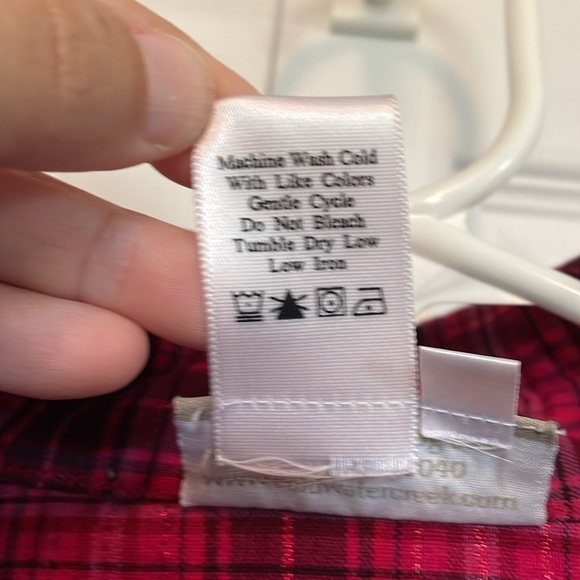 Machine Wash Cold
With Like Colors
Gentle Cycle
Do Not Bleach
Tumble Dry Low
Low Iron